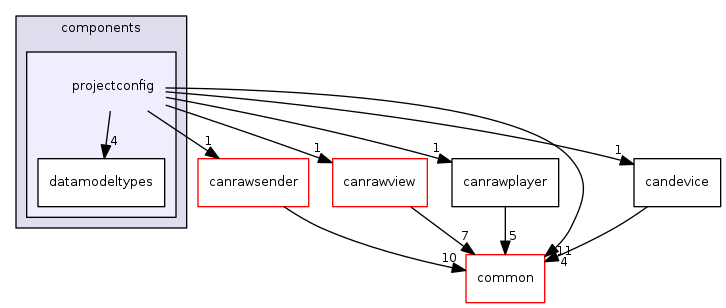 components
projectconfig
4
1
1
1
1
datamodeltypes
canrawsender
canrawview
canrawplayer
candevice
10
7
5
11
4
common